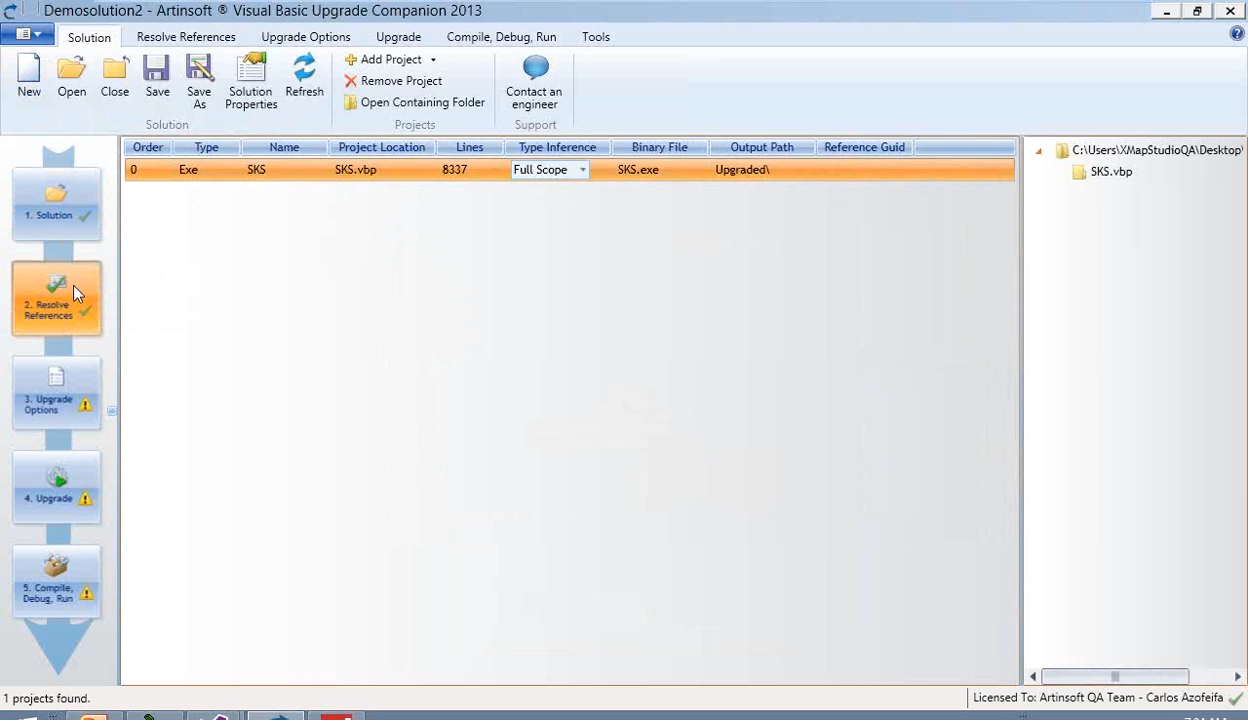 Demosolution2 - Artinsoft ® Visual Basic Upgrade Companion 2013
Solution Resolve References Upgrade Options Upgrade Compile, Debug, Run Tools
New Open Close Save Save As Solution Properties Refresh
Add Project
Remove Project
Open Containing Folder
Contact an engineer
Solution Projects Support
Order Type Name Project Location Lines Type Inference Binary File Output Path Reference Guid
0 Exe SKS SKS.vbp 8337 Full Scope SKS.exe Upgraded\
C:\Users\XMapStudioQA\Desktop\
SKS.vbp
1. Solution
2. Resolve
References
3. Upgrade
Options
4. Upgrade
5. Compile,
Debug, Run
1 projects found.
Licensed To: Artinsoft QA Team - Carlos Azofeifa